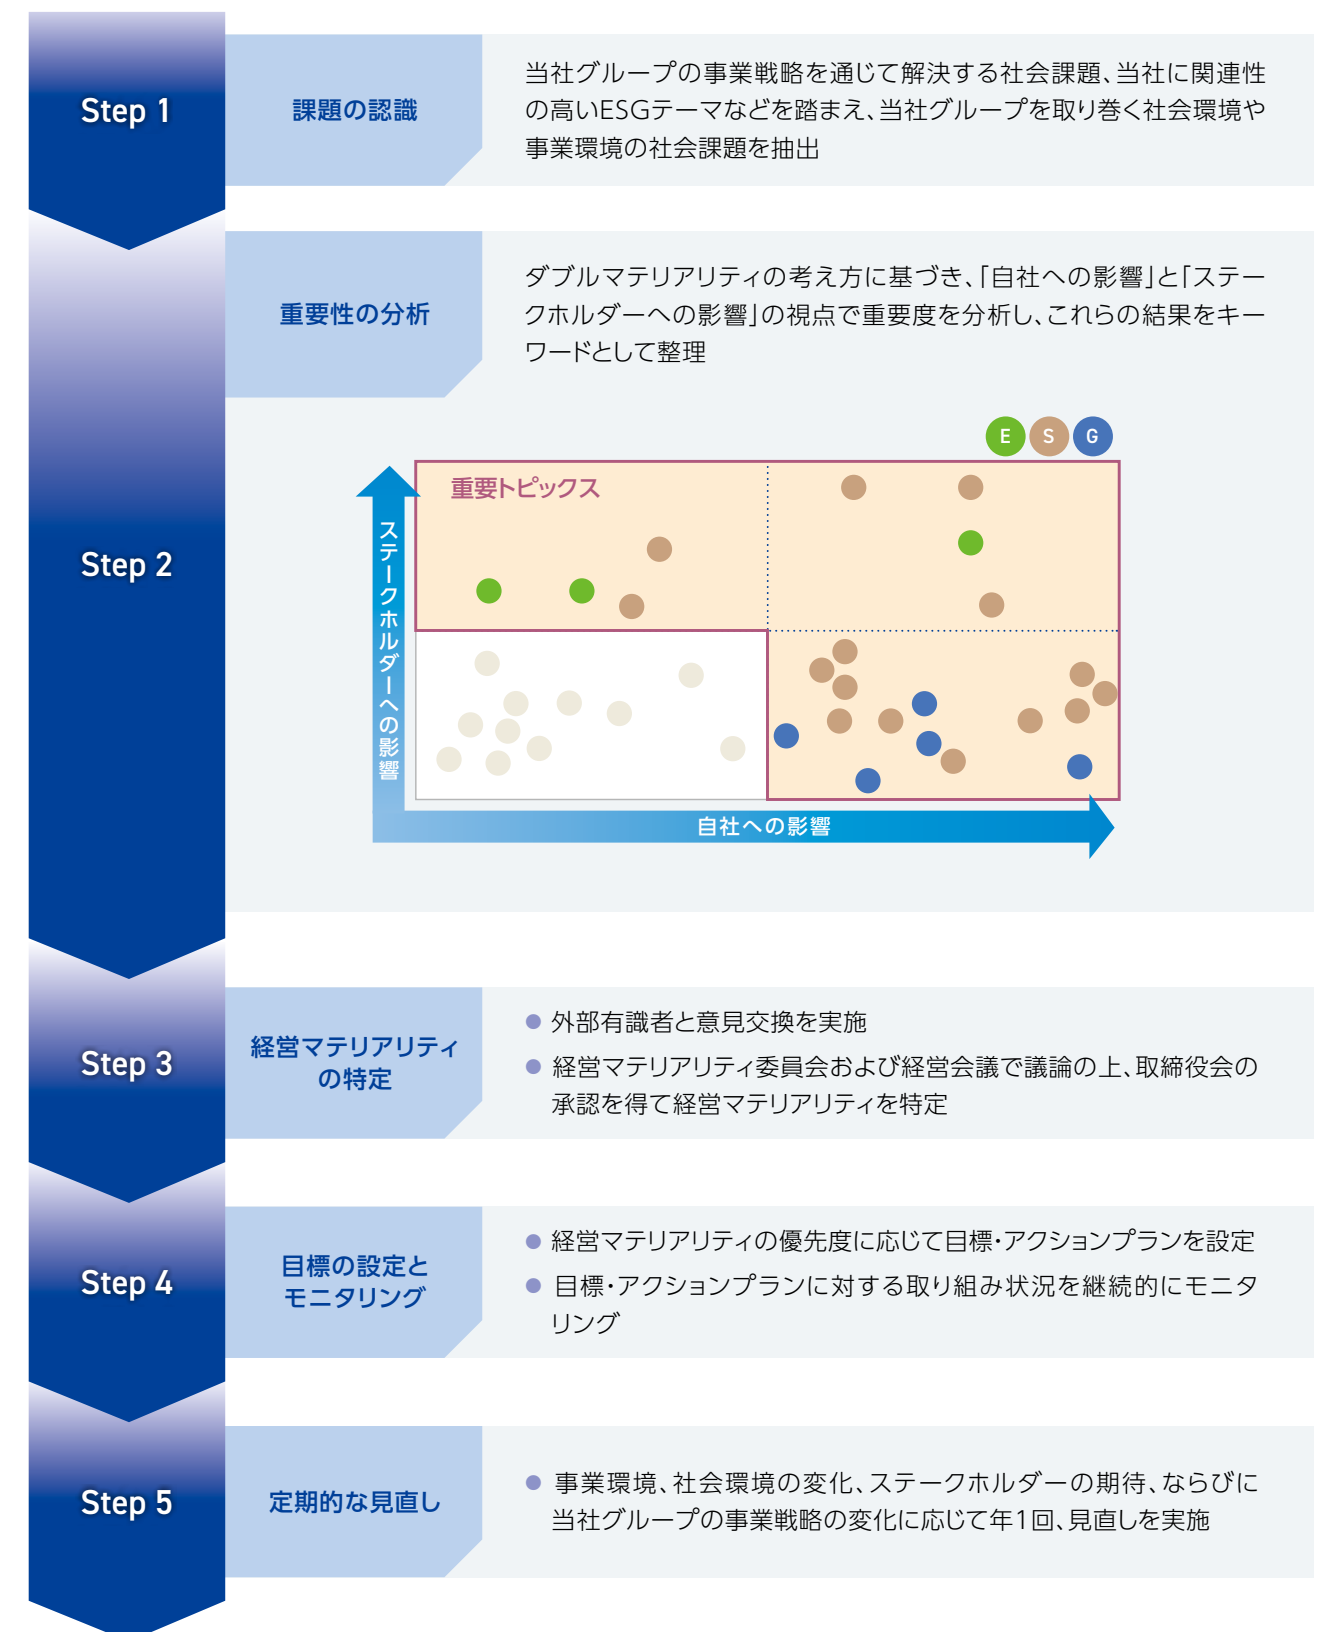 Step 1
課題の認識
当社グループの事業戦略を通じて解決する社会課題、当社に関連性
の高いESGテーマなどを踏まえ、当社グループを取り巻く社会環境や
事業環境の社会課題を抽出
Step 2
重要性の分析
ダブルマテリアリティの考え方に基づき、「自社への影響」と「ステー
クホルダーへの影響」の視点で重要度を分析し、これらの結果をキー
ワードとして整理
E S G
重要トピックス
ステークホルダーへの影響
自社への影響
Step 3
経営マテリアリティ
の特定
● 外部有識者と意見交換を実施
● 経営マテリアリティ委員会および経営会議で議論の上、取締役会の
承認を得て経営マテリアリティを特定
Step 4
目標の設定と
モニタリング
● 経営マテリアリティの優先度に応じて目標・アクションプランを設定
● 目標・アクションプランに対する取り組み状況を継続的にモニタ
リング
Step 5
定期的な見直し
● 事業環境、社会環境の変化、ステークホルダーの期待、ならびに
当社グループの事業戦略の変化に応じて年1回、見直しを実施